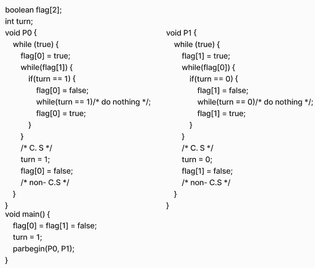 boolean flag[2];
int turn;
void P0 {
while (true) {
flag[0] = true;
while(flag[1]) {
if(turn == 1) {
flag[0] = false;
while(turn == 1)/* do nothing */;
flag[0] = true;
}
}
/* C. S */
turn = 1;
flag[0] = false;
/* non- C.S */
}
}
void P1 {
while (true) {
flag[1] = true;
while(flag[0]) {
if(turn == 0) {
flag[1] = false;
while(turn == 0)/* do nothing */;
flag[1] = true;
}
}
/* C. S */
turn = 0;
flag[1] = false;
/* non- C.S */
}
}
void main() {
flag[0] = flag[1] = false;
turn = 1;
parbegin(P0, P1);
}